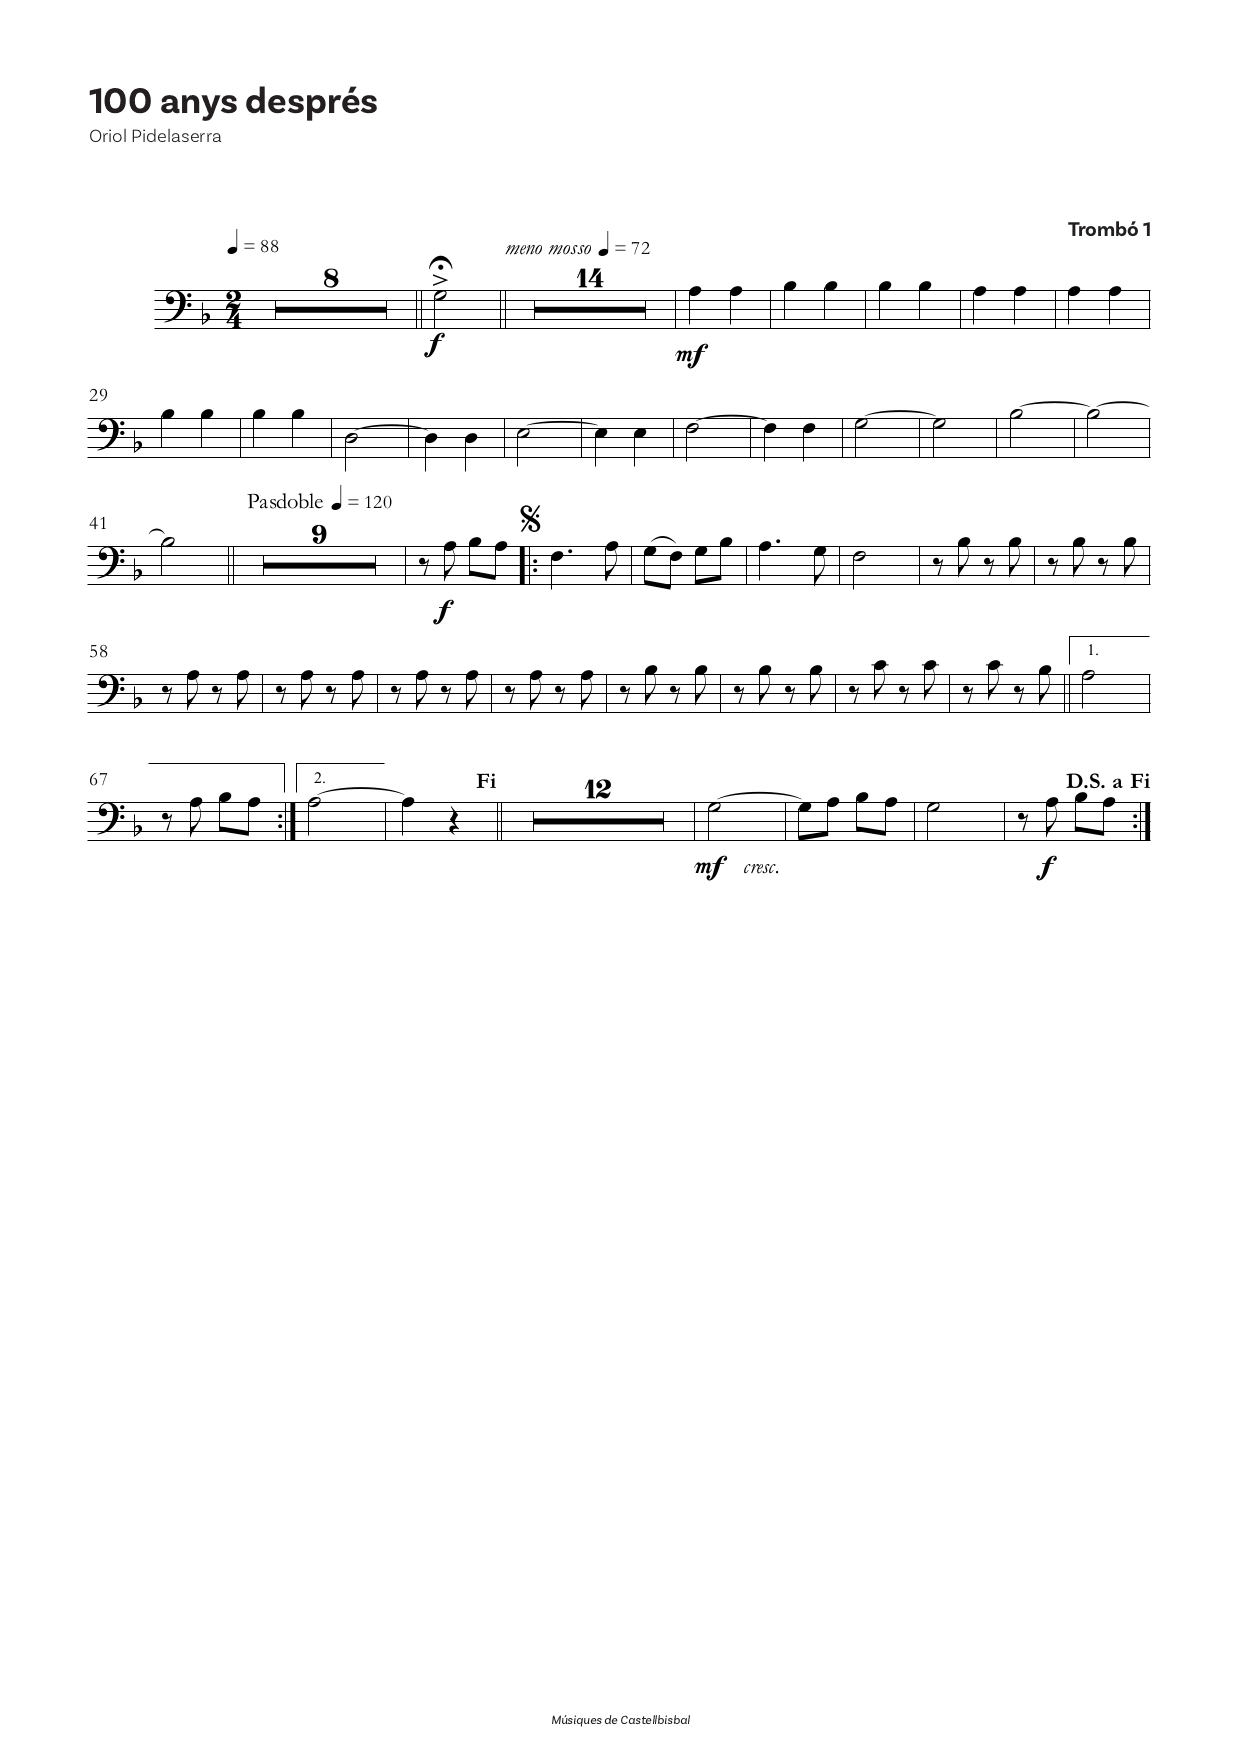 100 anys després
Oriol Pidelaserra
Trombó 1
= 88
meno mosso = 72
8
14
2
4
f
mf
29
Pasdoble = 120
41
9
f
58
1.
67
2.
Fi
12
D.S. a Fi
mf cresc.
f
Músiques de Castellbisbal